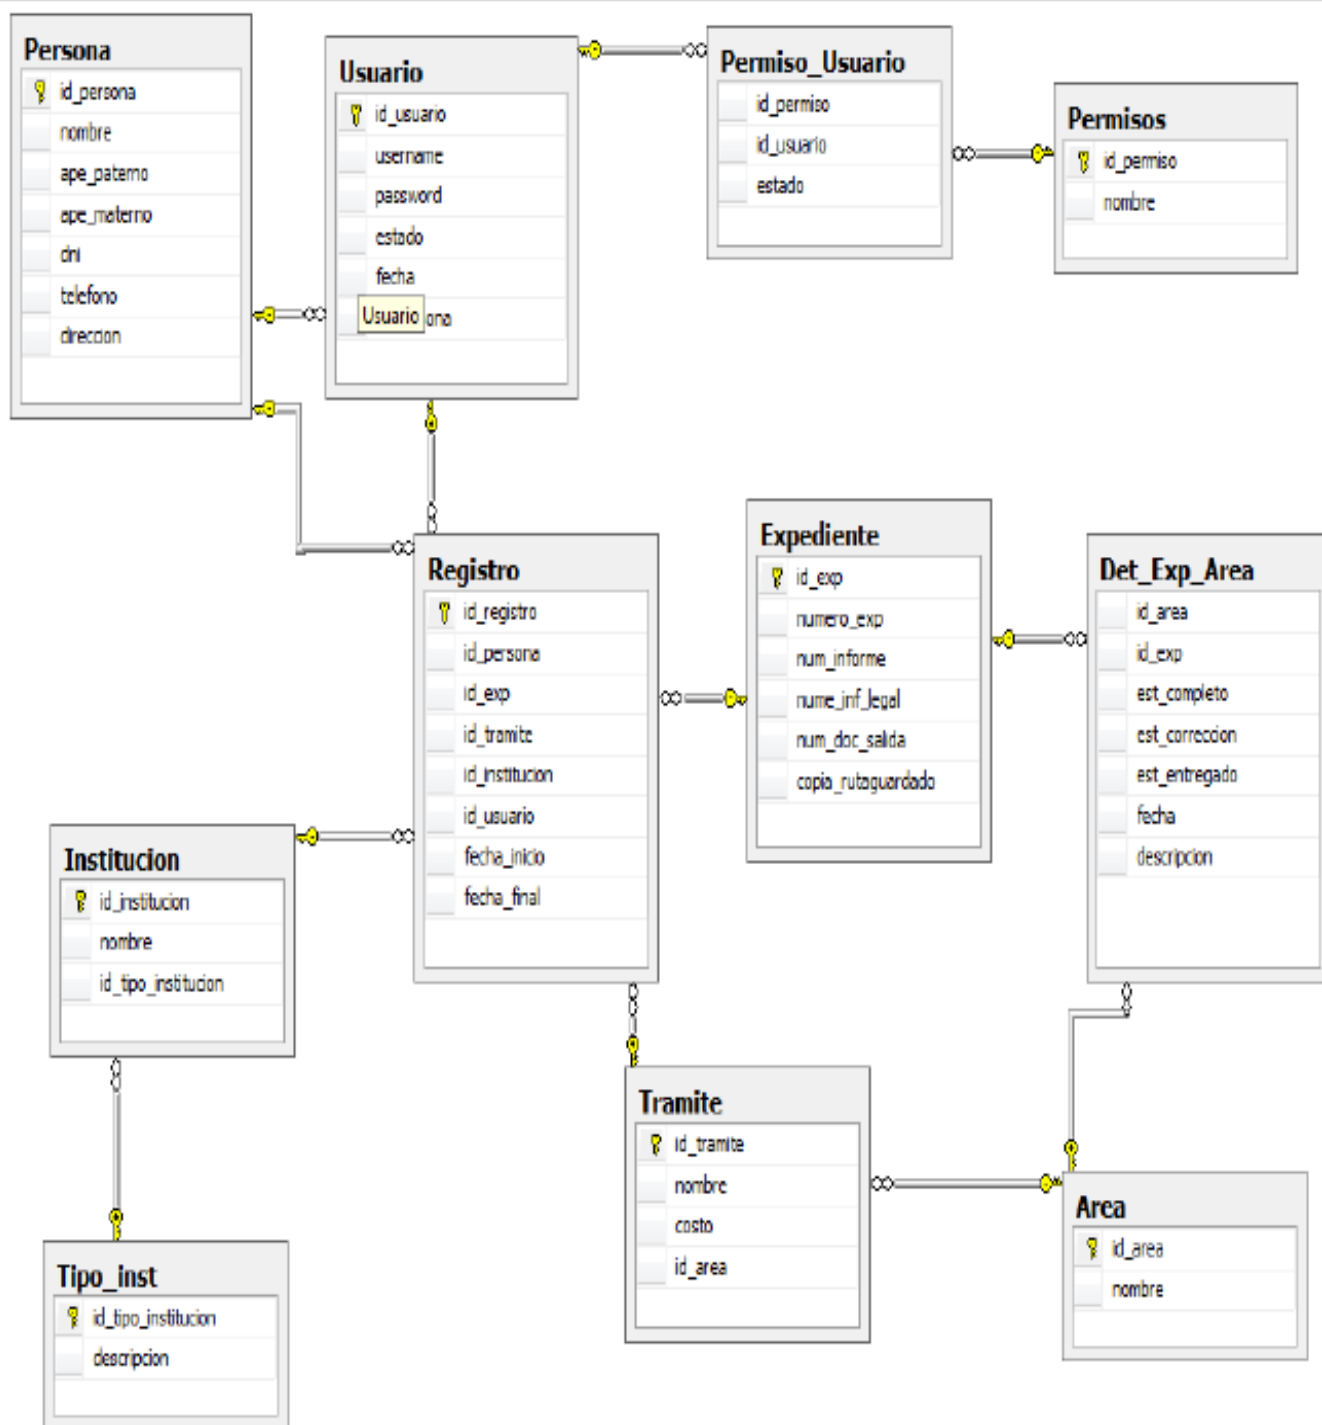 Persona
id_persona
nombre
ape_paterno
ape_materno
dni
telefono
direccion
Usuario
id_usuario
username
password
estado
fecha
Usuario
ona
Permiso_Usuario
id_permiso
id_usuario
estado
Permisos
id_permiso
nombre
Registro
id_registro
id_persona
id_exp
id_tramite
id_institucion
id_usuario
fecha_inicio
fecha_final
Expediente
id_exp
numero_exp
num_informe
nume_inf_legal
num_doc_salida
copia_rutaguardado
Det_Exp_Area
id_area
id_exp
est_completo
est_correccion
est_entregado
fecha
descripcion
Institucion
id_institucion
nombre
id_tipo_institucion
Tramite
id_tramite
nombre
costo
id_area
Area
id_area
nombre
Tipo_inst
id_tipo_institucion
descripcion